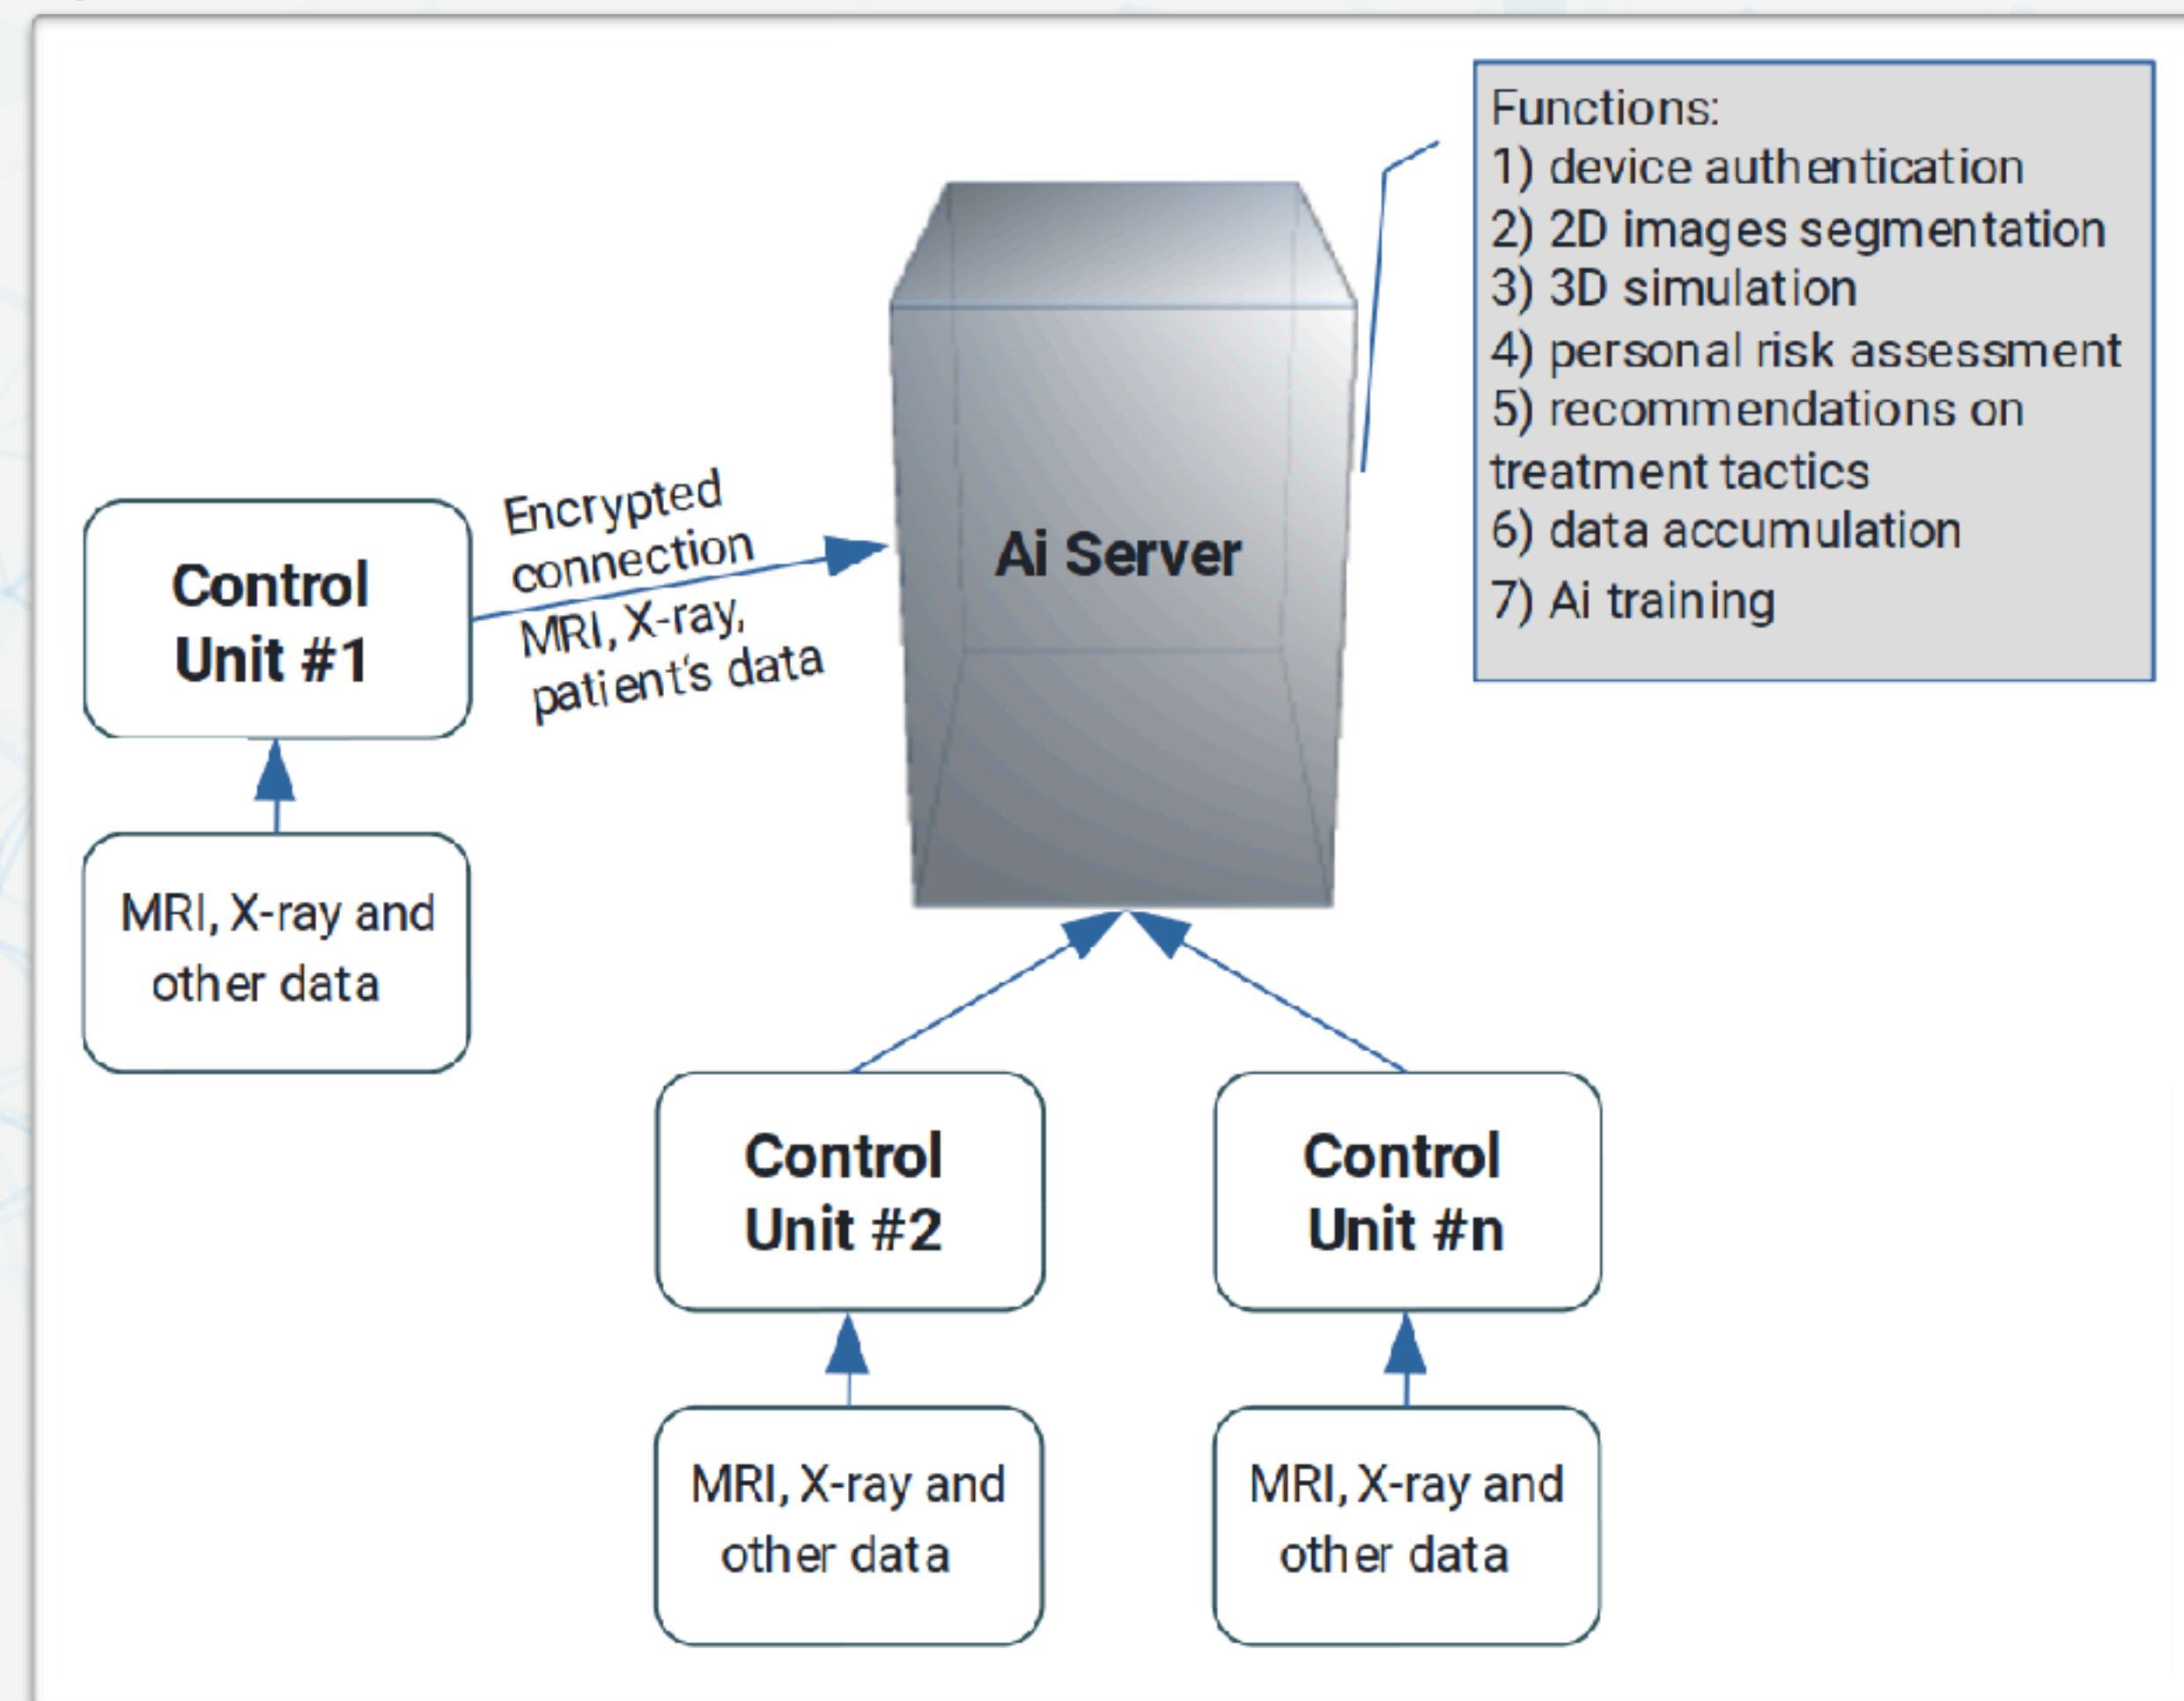 Functions:
1) device authentication
2) 2D images segmentation
3) 3D simulation
4) personal risk assessment
5) recommendations on
treatment tactics
6) data accumulation
7) Ai training
Ai Server
Encrypted
connection
MRI, X-ray,
patient‘s data
Control
Unit #1
MRI, X-ray and
other data
Control
Unit #2
Control
Unit #n
MRI, X-ray and
other data
MRI, X-ray and
other data